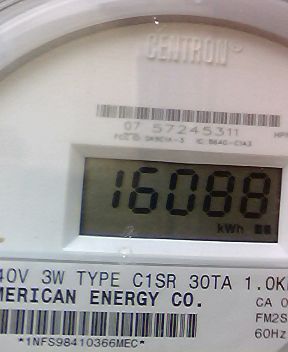 CENTRON®
07 57245311
16088
kWh
40V 3W TYPE C1SR 30TA 1.0K
MERICAN ENERGY CO.
CA 0
FM2S
60Hz
*1NFS98410366MEC*